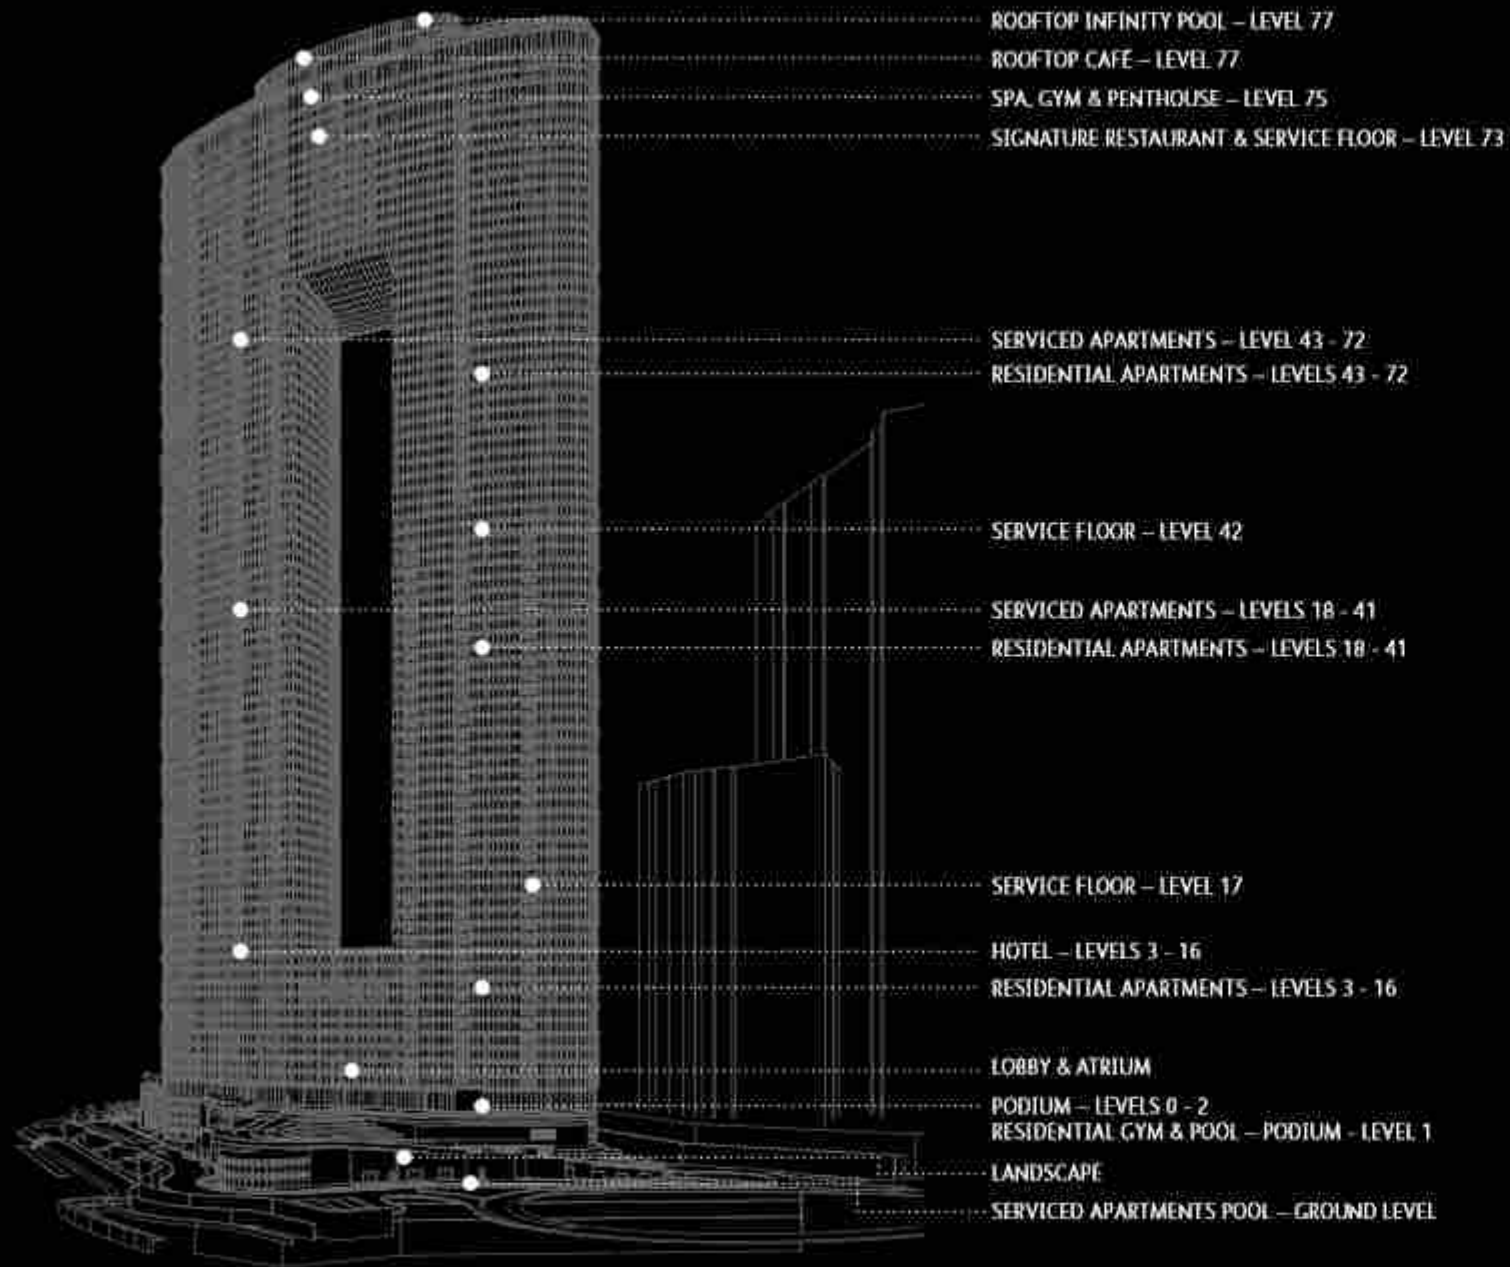 ROOFTOP INFINITY POOL – LEVEL 77
ROOFTOP CAFÉ – LEVEL 77
SPA, GYM & PENTHOUSE – LEVEL 75
SIGNATURE RESTAURANT & SERVICE FLOOR – LEVEL 73
SERVICED APARTMENTS – LEVEL 43 - 72
RESIDENTIAL APARTMENTS – LEVELS 43 - 72
SERVICE FLOOR – LEVEL 42
SERVICED APARTMENTS – LEVELS 18 - 41
RESIDENTIAL APARTMENTS – LEVELS 18 - 41
SERVICE FLOOR – LEVEL 17
HOTEL – LEVELS 3 - 16
RESIDENTIAL APARTMENTS – LEVELS 3 - 16
LOBBY & ATRIUM
PODIUM – LEVELS 0 - 2
RESIDENTIAL GYM & POOL – PODIUM - LEVEL 1
LANDSCAPE
SERVICED APARTMENTS POOL – GROUND LEVEL